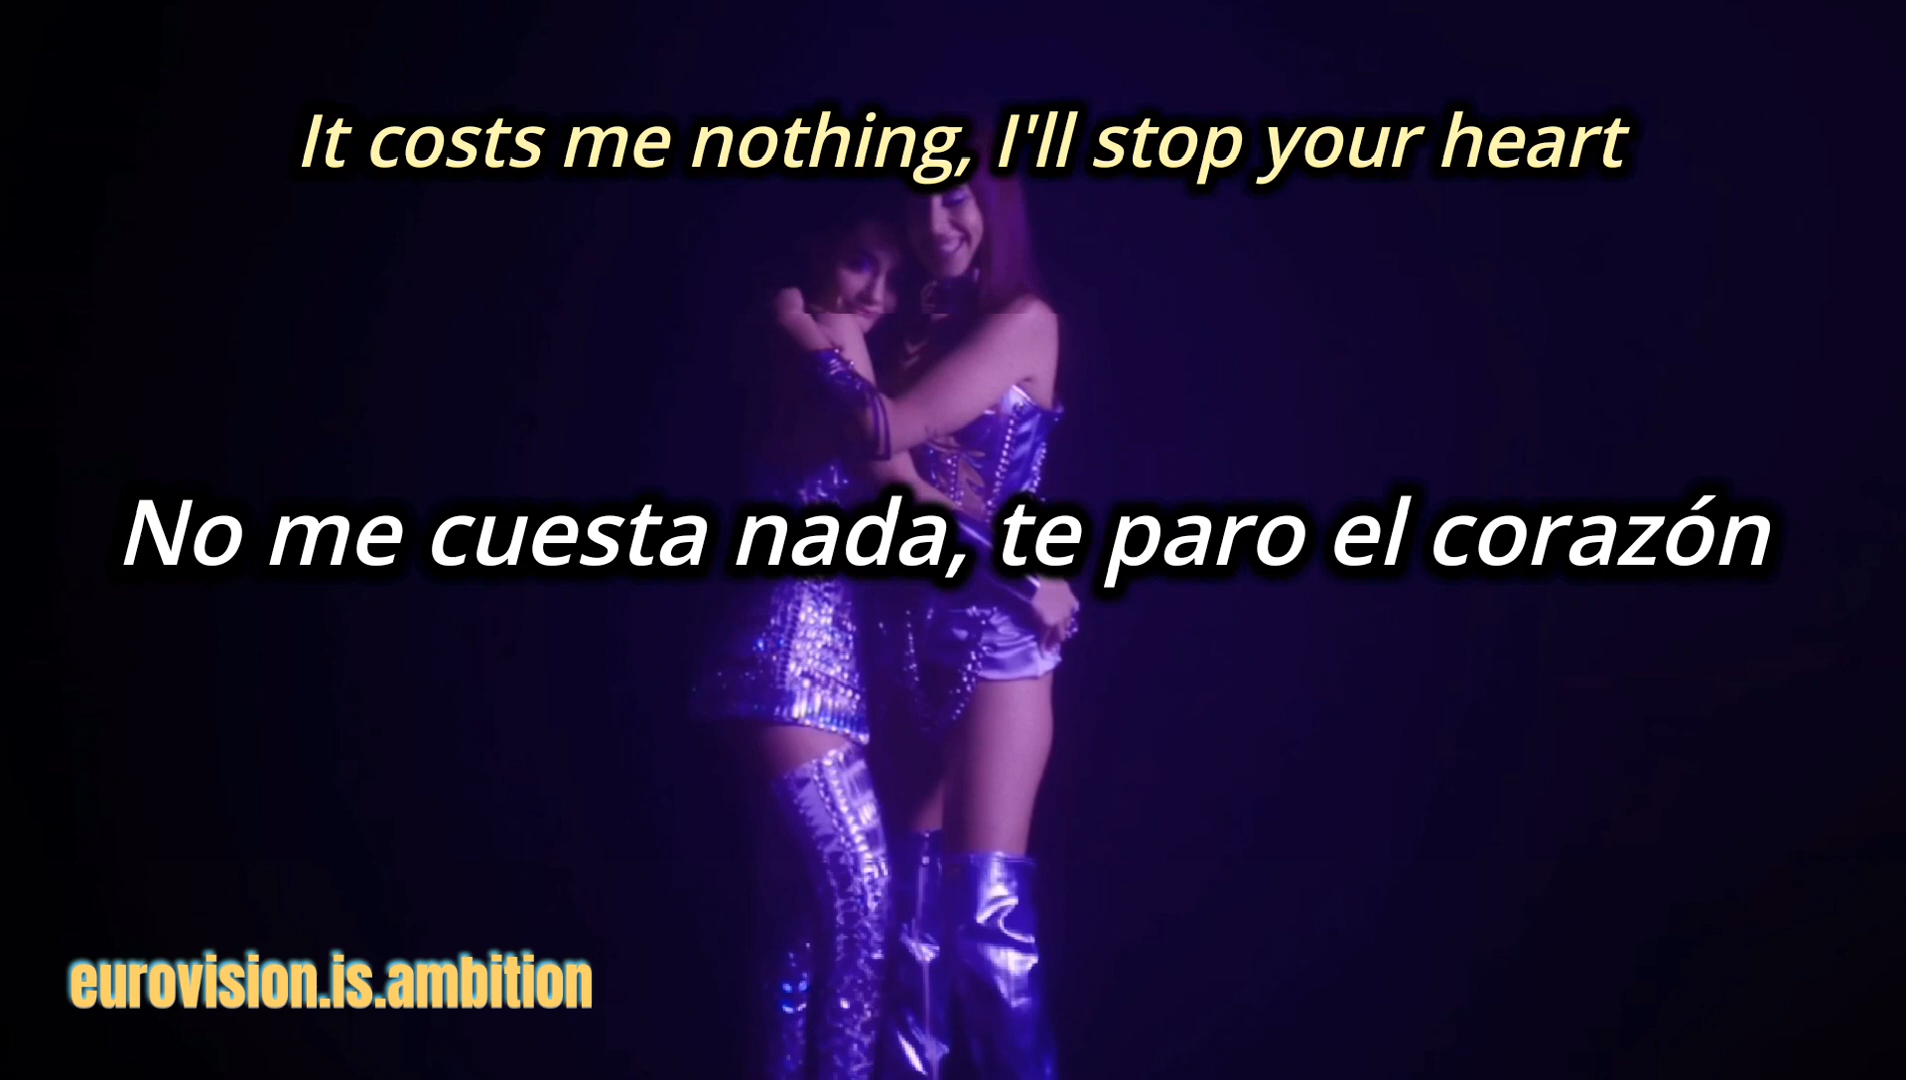 It costs me nothing, I'll stop your heart
No me cuesta nada, te paro el corazón
eurovision.is.ambition